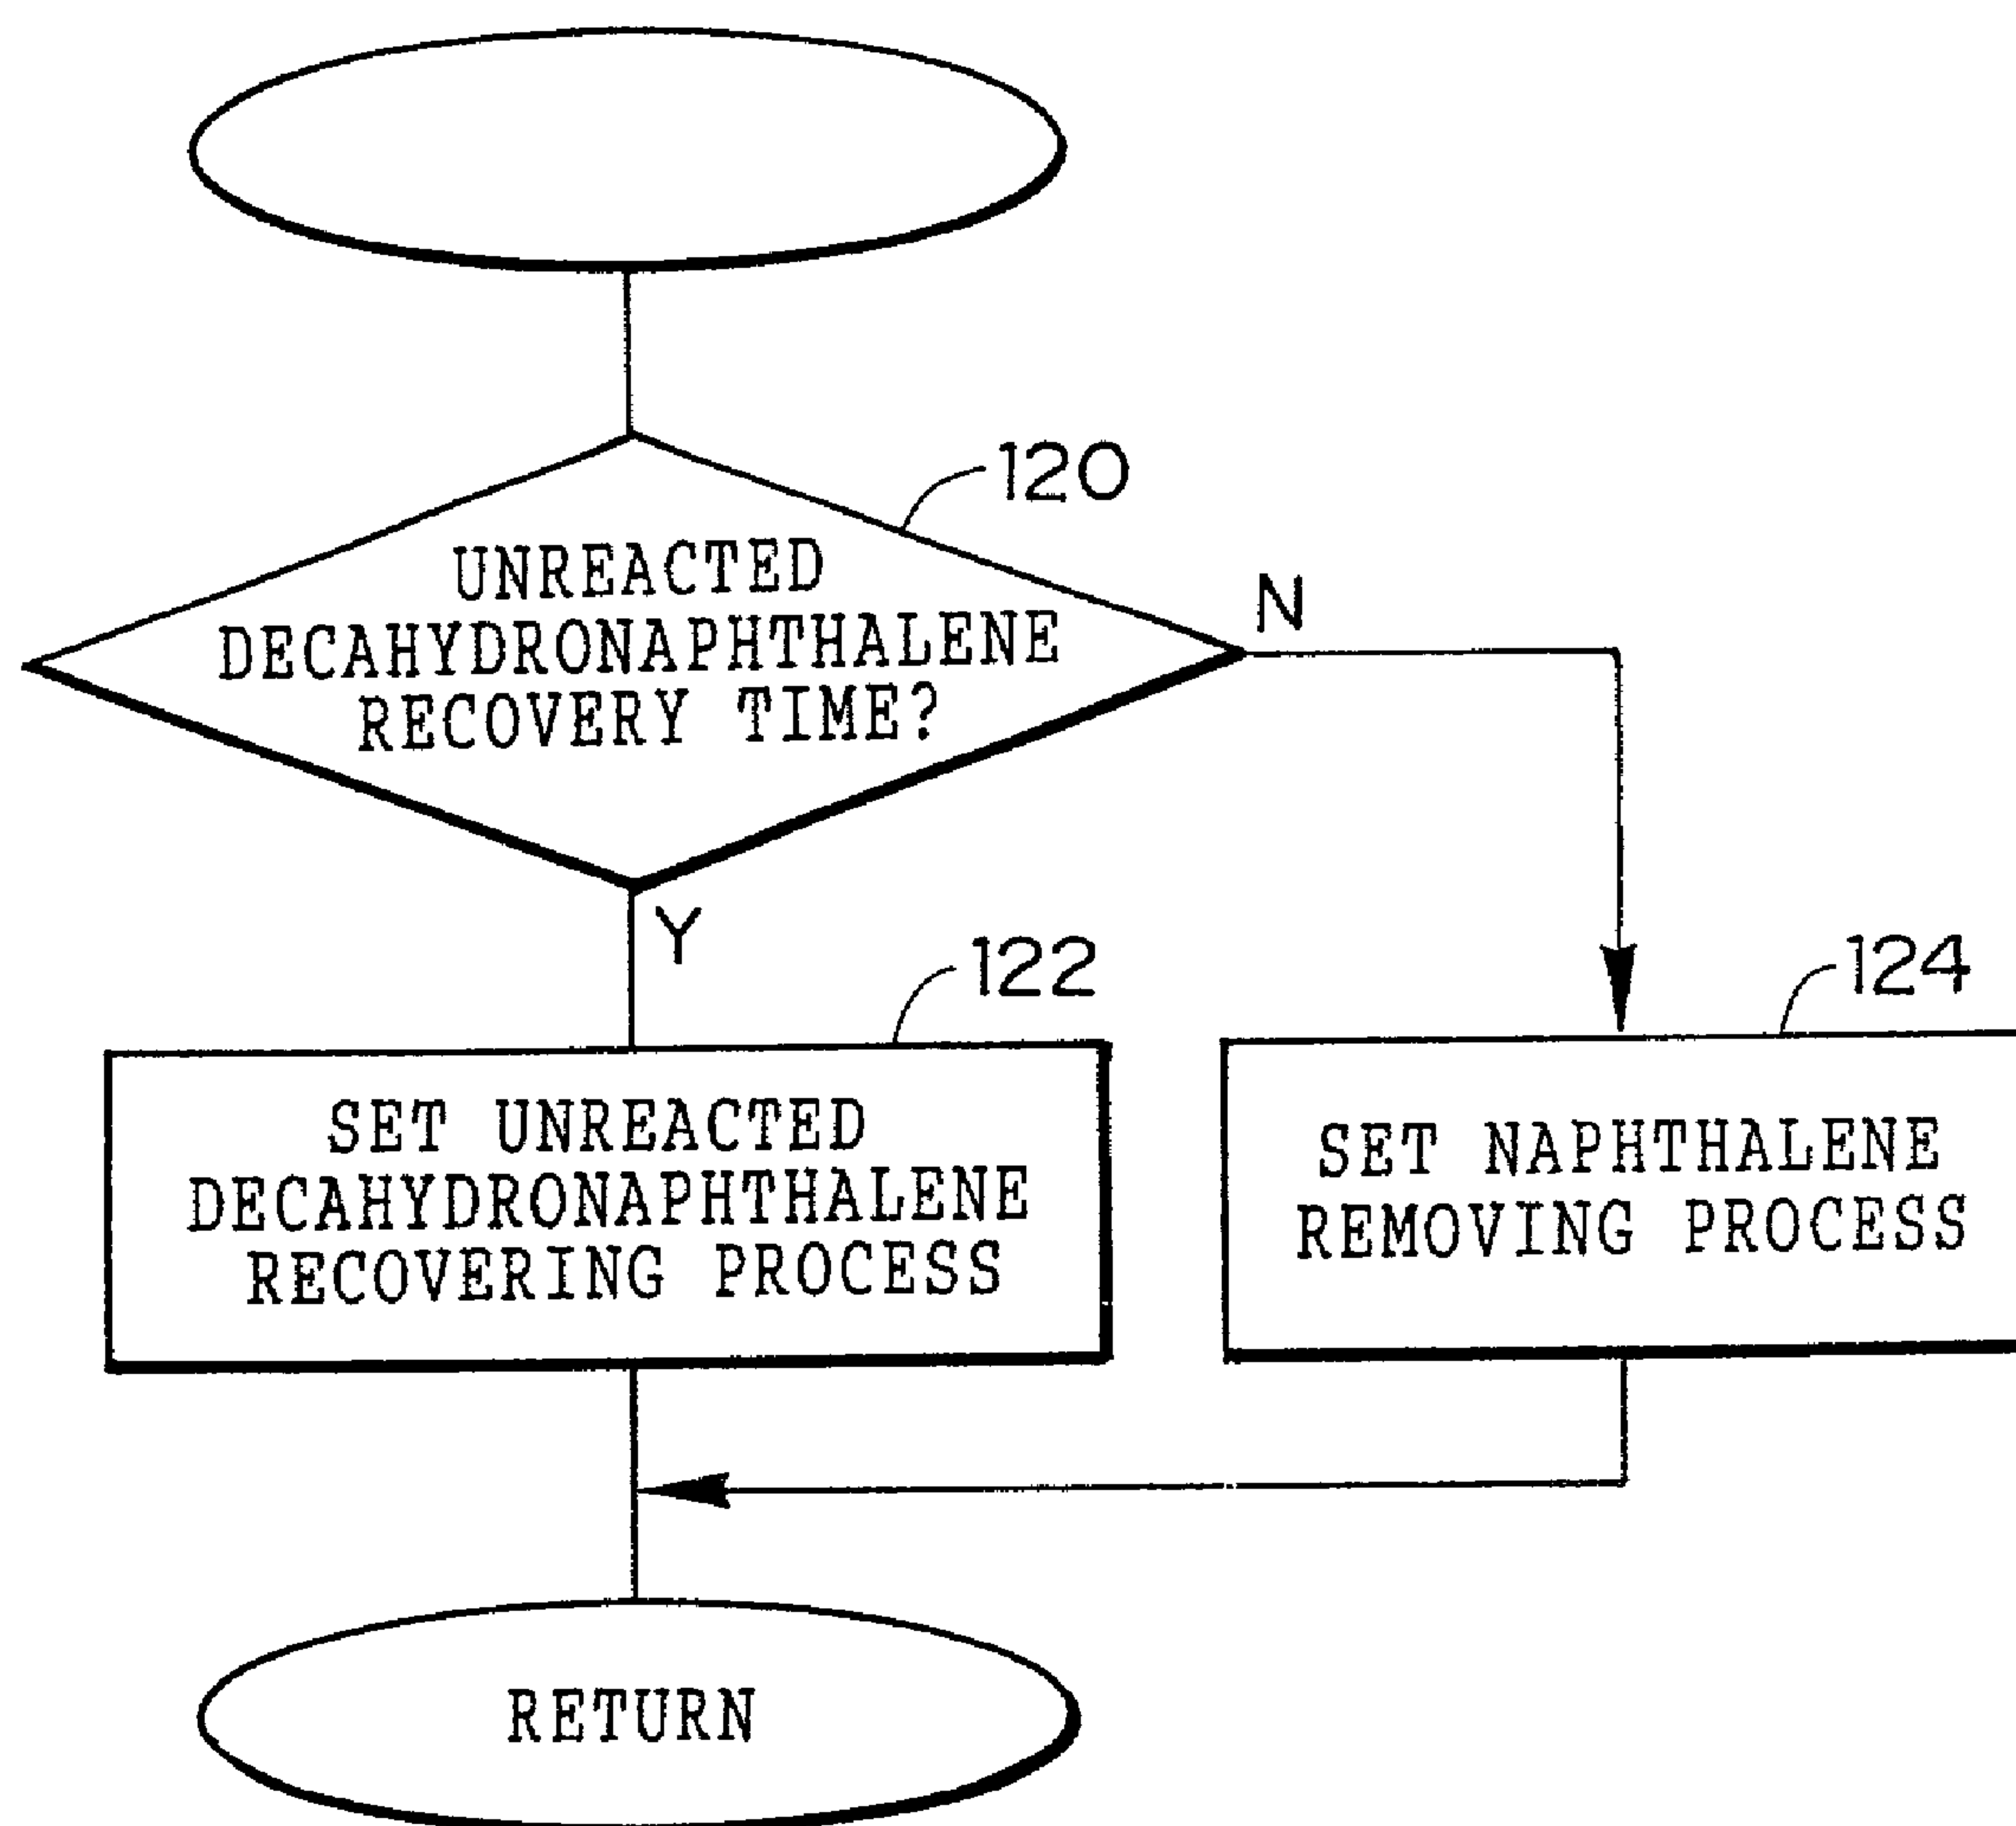 120
UNREACTED
DECAHYDRONAPHTHALENE
RECOVERY TIME?
N
Y
122
SET UNREACTED
DECAHYDRONAPHTHALENE
RECOVERING PROCESS
124
SET NAPHTHALENE
REMOVING PROCESS
RETURN